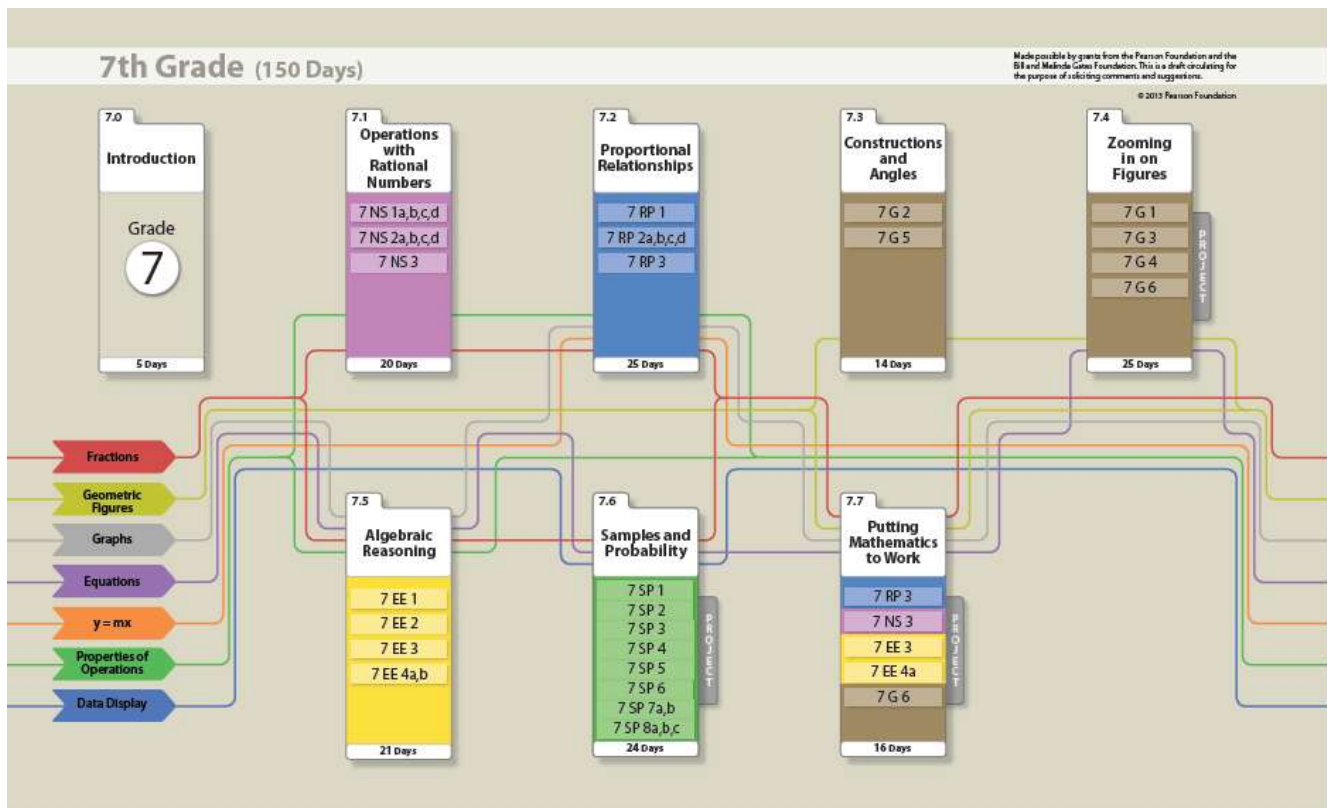 7th Grade (150 Days)
Made possible by grants from the Pearson Foundation and the
Bill and Melinda Gates Foundation. This is a draft circulating for
the purpose of soliciting comments and suggestions.
© 2013 Pearson Foundation
7.0
Introduction
Grade
7
5 Days
7.1
Operations
with
Rational
Numbers
7 NS 1a,b,c,d
7 NS 2a,b,c,d
7 NS 3
20 Days
7.2
Proportional
Relationships
7 RP 1
7 RP 2a,b,c,d
7 RP 3
25 Days
7.3
Constructions
and
Angles
7 G 2
7 G 5
14 Days
7.4
Zooming
in on
Figures
7 G 1
7 G 3
7 G 4
7 G 6
PROJECT
25 Days
Fractions
Geometric
Figures
Graphs
Equations
y = mx
Properties of
Operations
Data Display
7.5
Algebraic
Reasoning
7 EE 1
7 EE 2
7 EE 3
7 EE 4a,b
21 Days
7.6
Samples and
Probability
7 SP 1
7 SP 2
7 SP 3
7 SP 4
7 SP 5
7 SP 6
7 SP 7a,b
7 SP 8a,b,c
PROJECT
24 Days
7.7
Putting
Mathematics
to Work
7 RP 3
7 NS 3
7 EE 3
7 EE 4a
7 G 6
PROJECT
16 Days